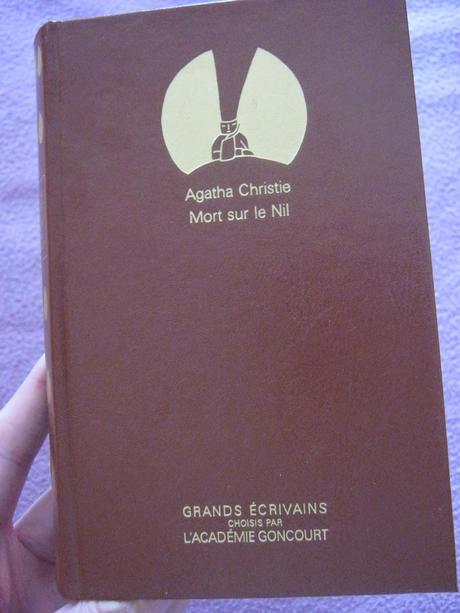 Agatha Christie
Mort sur le Nil
GRANDS ÉCRIVAINS
CHOISIS PAR
L'ACADÉMIE GONCOURT